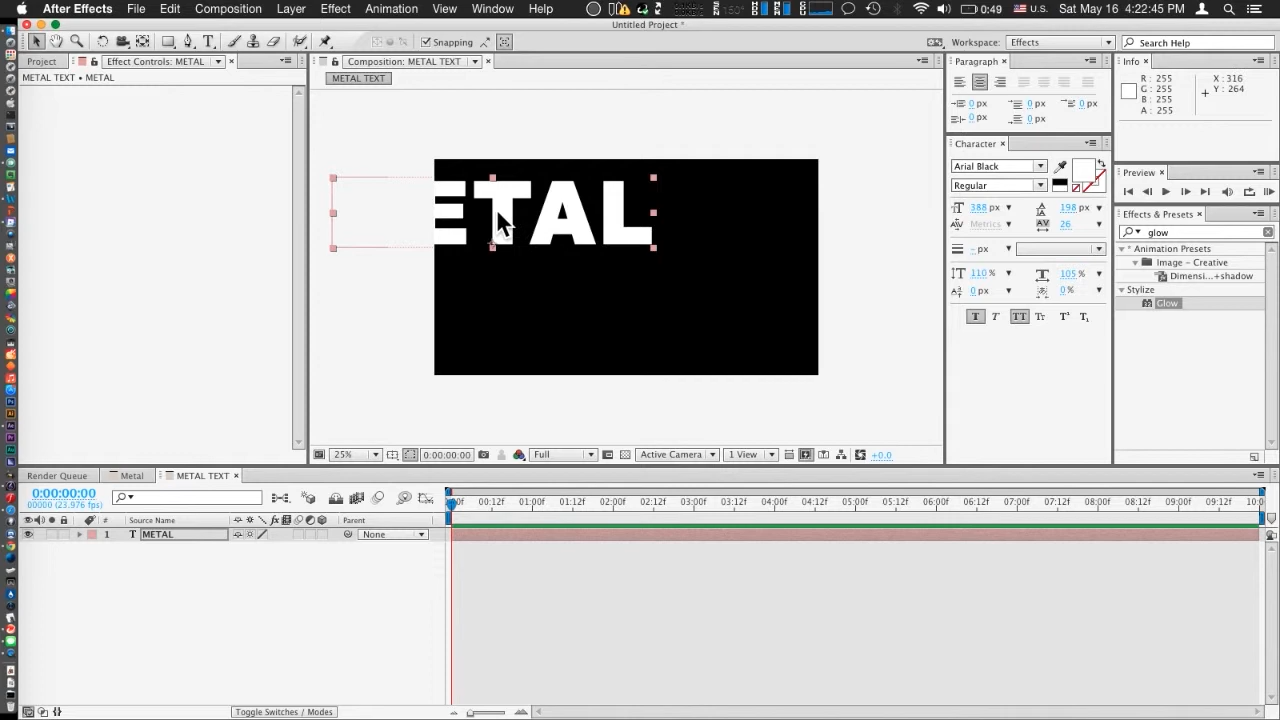 After Effects File Edit Composition Layer Effect Animation View Window Help 0:49 U.S. Sat May 16 4:22:45 PM
Untitled Project *
Snapping Workspace: Effects Search Help
Project Effect Controls: METAL Composition: METAL TEXT Paragraph Info
METAL TEXT • METAL METAL TEXT
R : 255 X : 316
G : 255 Y : 264
B : 255
A : 255
0 px 0 px 0 px
0 px 0 px
Character
Arial Black
Regular
Preview
388 px 198 px
Metrics 26
- px
110 % 105 %
0 px 0 %
T T TT Tr T¹ T₁
Effects & Presets
glow
* Animation Presets
Image - Creative
Dimensi...+shadow
Stylize
Glow
ETAL
25% 0:00:00:00 Full Active Camera 1 View +0.0
Render Queue Metal METAL TEXT
0:00:00:00
00000 (23.976 fps)
00f 00:12f 01:00f 01:12f 02:00f 02:12f 03:00f 03:12f 04:00f 04:12f 05:00f 05:12f 06:00f 06:12f 07:00f 07:12f 08:00f 08:12f 09:00f 09:12f 10:0
# Source Name fx Parent
1 T METAL None
Toggle Switches / Modes